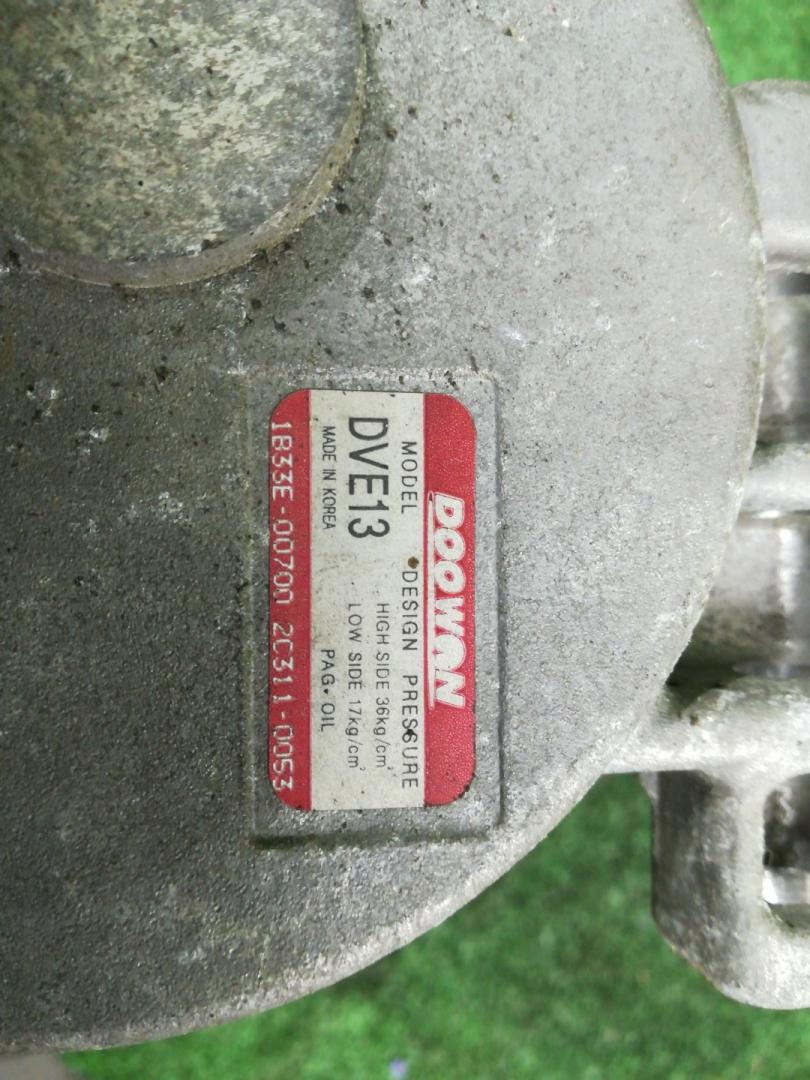 DOOWON
MODEL
DVE13
MADE IN KOREA
DESIGN PRESSURE
HIGH SIDE 36kg/cm²
LOW SIDE 17kg/cm²
PAG. OIL
1B33E-00700 2C311-0053